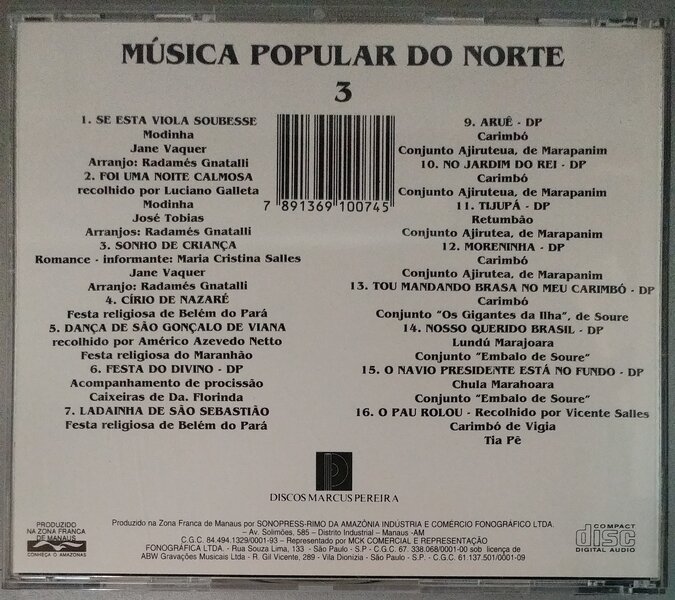 MÚSICA POPULAR DO NORTE
3
1. SE ESTA VIOLA SOUBESSE
Modinha
Jane Vaquer
Arranjo: Radamés Gnatalli
2. FOI UMA NOITE CALMOSA
recolhido por Luciano Galleta
Modinha
José Tobias
Arranjos: Radamés Gnatalli
3. SONHO DE CRIANÇA
Romance - informante: Maria Cristina Salles
Jane Vaquer
Arranjo: Radamés Gnatalli
4. CÍRIO DE NAZARÉ
Festa religiosa de Belém do Pará
5. DANÇA DE SÃO GONÇALO DE VIANA
recolhido por Américo Azevedo Netto
Festa religiosa do Maranhão
6. FESTA DO DIVINO - DP
Acompanhamento de procissão
Caixeiras de Da. Florinda
7. LADAINHA DE SÃO SEBASTIÃO
Festa religiosa de Belém do Pará
7 891369 100745
9. ARUÊ - DP
Carimbó
Conjunto Ajiruteua, de Marapanim
10. NO JARDIM DO REI - DP
Carimbó
Conjunto Ajiruteua, de Marapanim
11. TIJUPÁ - DP
Retumbão
Conjunto Ajirutea, de Marapanim
12. MORENINHA - DP
Carimbó
Conjunto Ajirutea, de Marapanim
13. TOU MANDANDO BRASA NO MEU CARIMBÓ - DP
Carimbó
Conjunto "Os Gigantes da Ilha", de Soure
14. NOSSO QUERIDO BRASIL - DP
Lundú Marajoara
Conjunto "Embalo de Soure"
15. O NAVIO PRESIDENTE ESTÁ NO FUNDO - DP
Chula Marahoara
Conjunto "Embalo de Soure"
16. O PAU ROLOU - Recolhido por Vicente Salles
Carimbó de Vigia
Tia Pê
DISCOS MARCUS PEREIRA
PRODUZIDO
NA ZONA FRANCA
DE MANAUS
CONHEÇA O AMAZONAS
Produzido na Zona Franca de Manaus por SONOPRESS-RIMO DA AMAZÔNIA INDÚSTRIA E COMÉRCIO FONOGRÁFICO LTDA.
Av. Solimões, 585 – Distrito Industrial – Manaus -AM
C.G.C. 84.494.129/0001-93 – Representado por MCK COMERCIAL E REPRESENTAÇÃO
FONOGRÁFICA LTDA. - Rua Souza Lima, 133 - São Paulo - S.P - C.G.C. 67. 338.068/0001-00 sob licença de
ABW Gravações Musicais Ltda - R. Gil Vicente, 289 - Vila Dionizia - São Paulo - S.P - C.G.C. 61.137.501/0001-09
COMPACT
disc
DIGITAL AUDIO